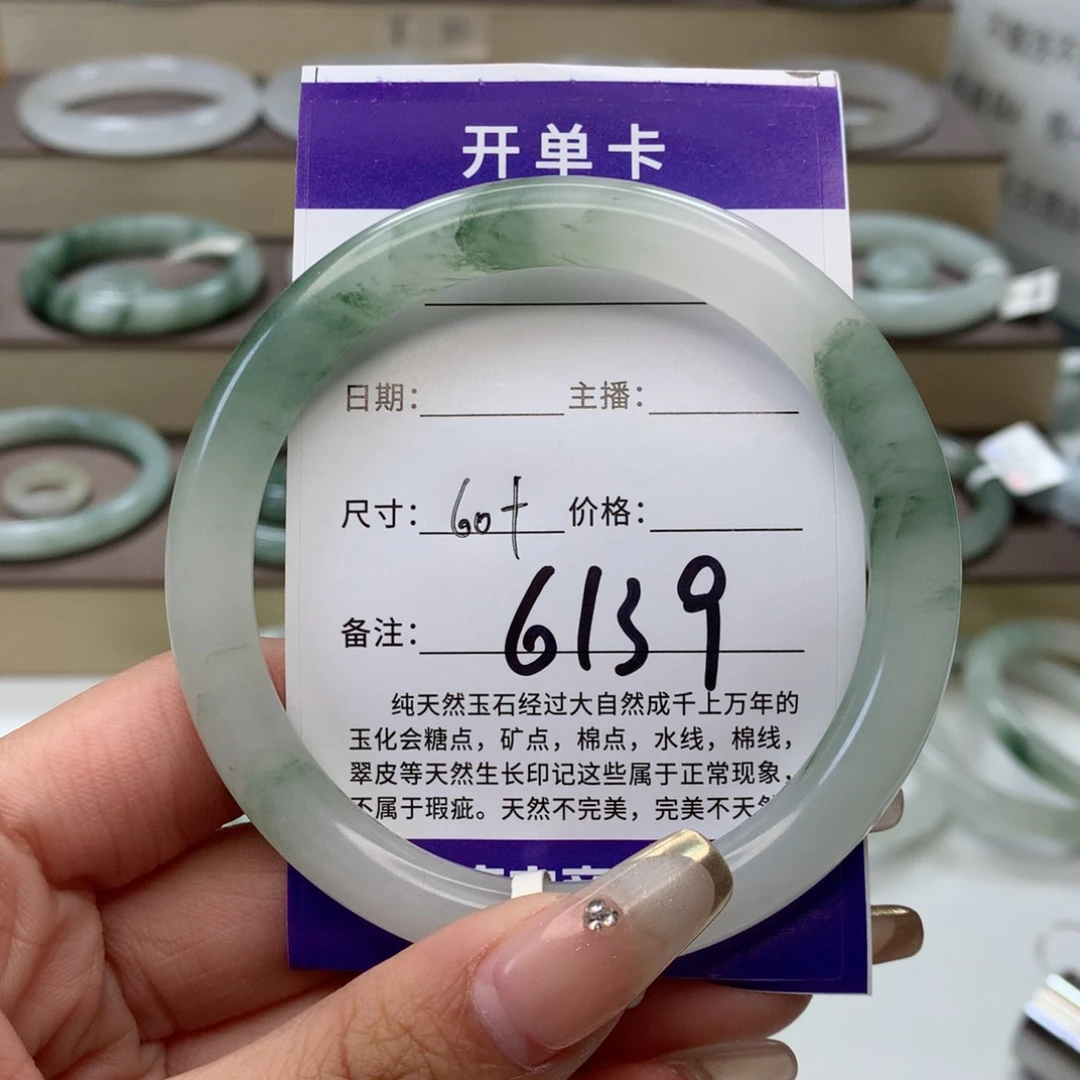 开单卡
日期: 主播:
尺寸: 60+ 价格:
备注: 6139
纯天然玉石经过大自然成千上万年的
玉化会糖点，矿点，棉点，水线，棉线，
翠皮等天然生长印记这些属于正常现象，
不属于瑕疵。天然不完美，完美不天然